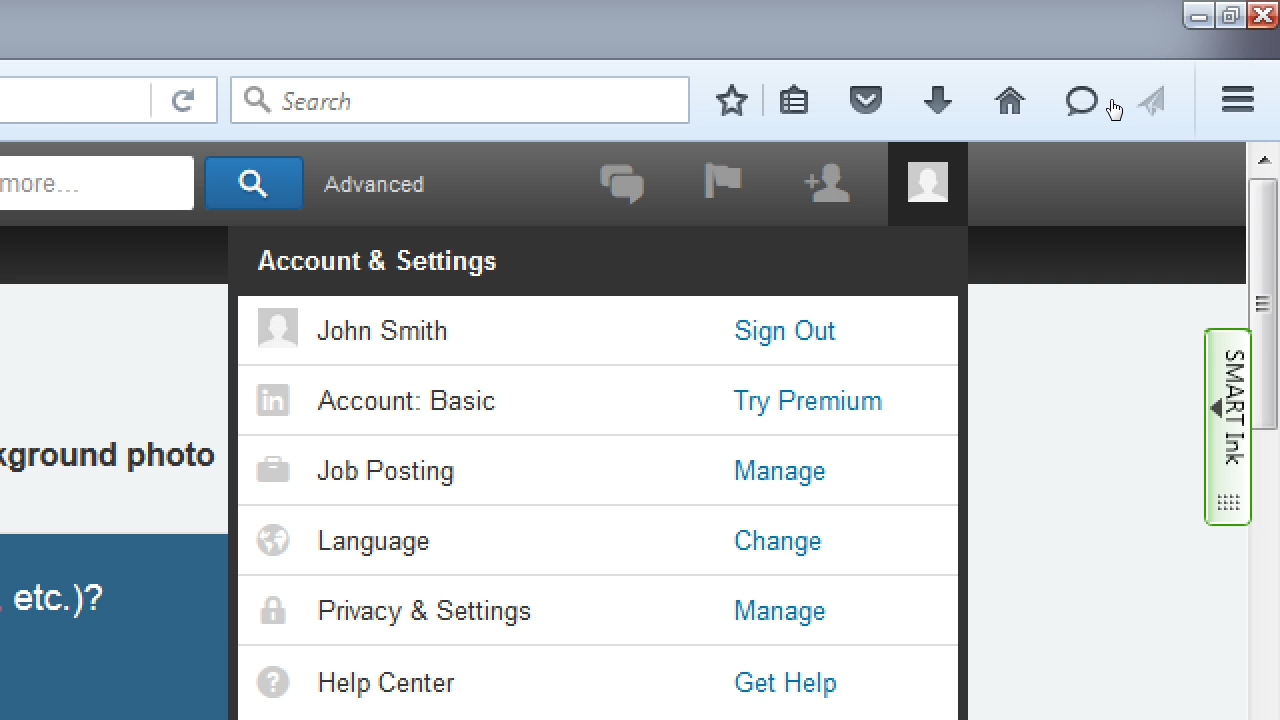 Search
more...
Advanced
Account & Settings
John Smith Sign Out
in Account: Basic Try Premium
Job Posting Manage
kground photo
Language Change
etc.)?
Privacy & Settings Manage
? Help Center Get Help
SMART Ink